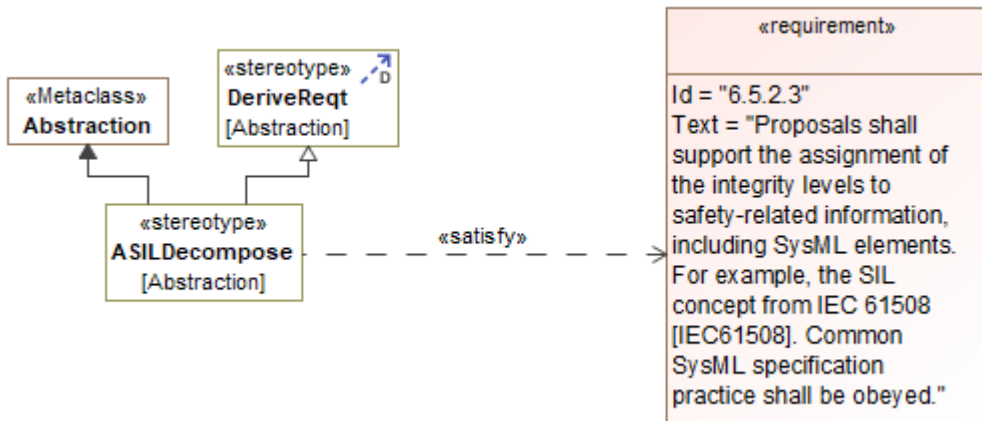 «Metaclass»
Abstraction
«stereotype»
D
DeriveReqt
[Abstraction]
«stereotype»
ASILDecompose
[Abstraction]
«satisfy»
«requirement»
Id = "6.5.2.3"
Text = "Proposals shall
support the assignment of
the integrity levels to
safety-related information,
including SysML elements.
For example, the SIL
concept from IEC 61508
[IEC61508]. Common
SysML specification
practice shall be obeyed."